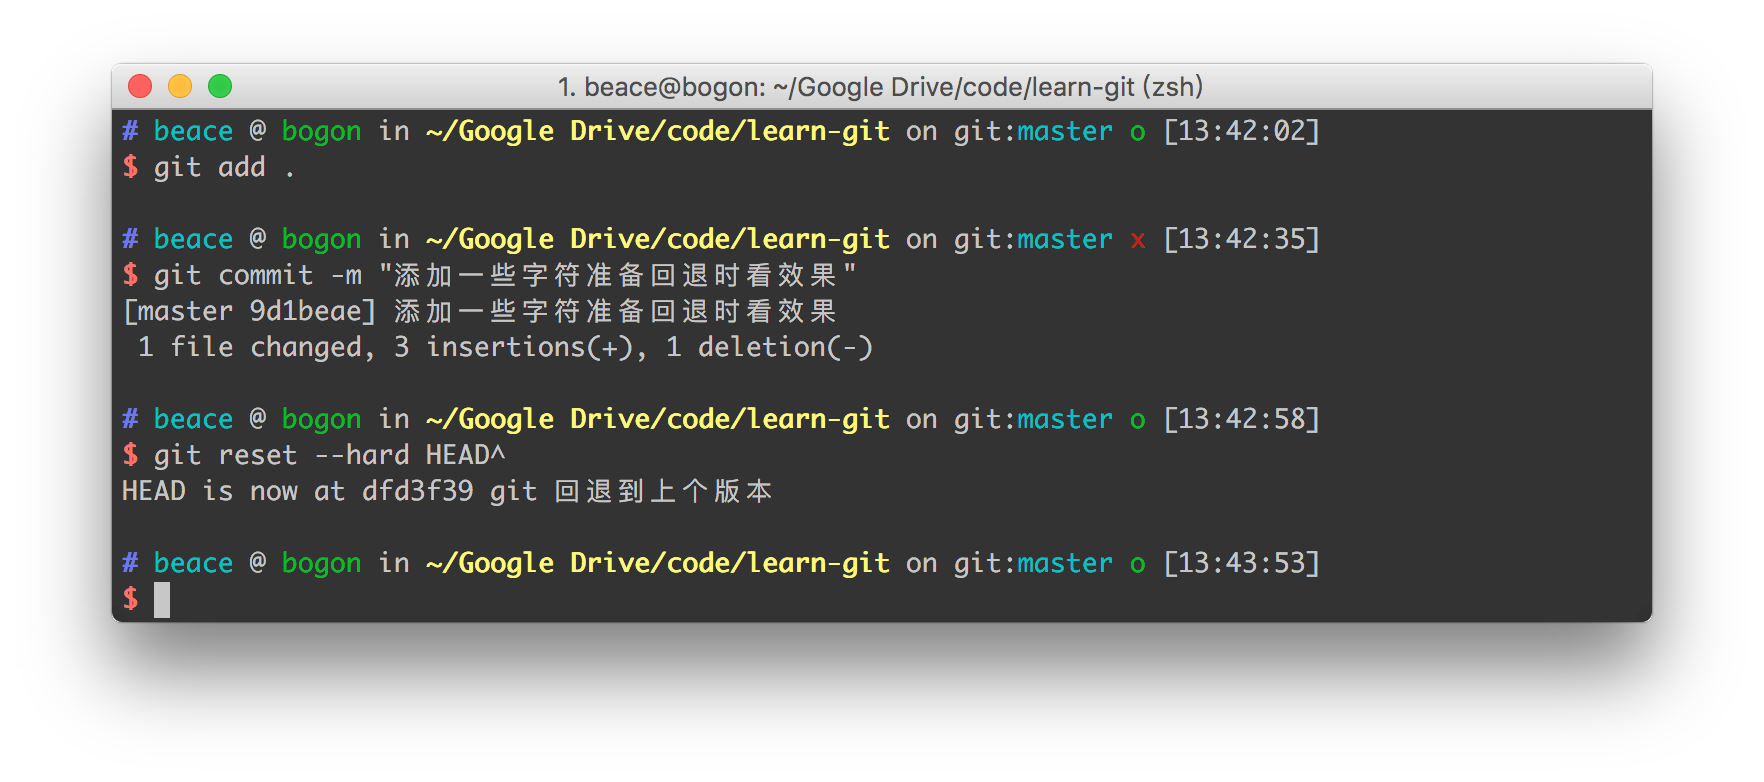 1. beace@bogon: ~/Google Drive/code/learn-git (zsh)
# beace @ bogon in ~/Google Drive/code/learn-git on git:master o [13:42:02]
$ git add .
# beace @ bogon in ~/Google Drive/code/learn-git on git:master x [13:42:35]
$ git commit -m "添加一些字符准备回退时看效果"
[master 9d1beae] 添加一些字符准备回退时看效果
 1 file changed, 3 insertions(+), 1 deletion(-)
# beace @ bogon in ~/Google Drive/code/learn-git on git:master o [13:42:58]
$ git reset --hard HEAD^
HEAD is now at dfd3f39 git 回退到上个版本
# beace @ bogon in ~/Google Drive/code/learn-git on git:master o [13:43:53]
$